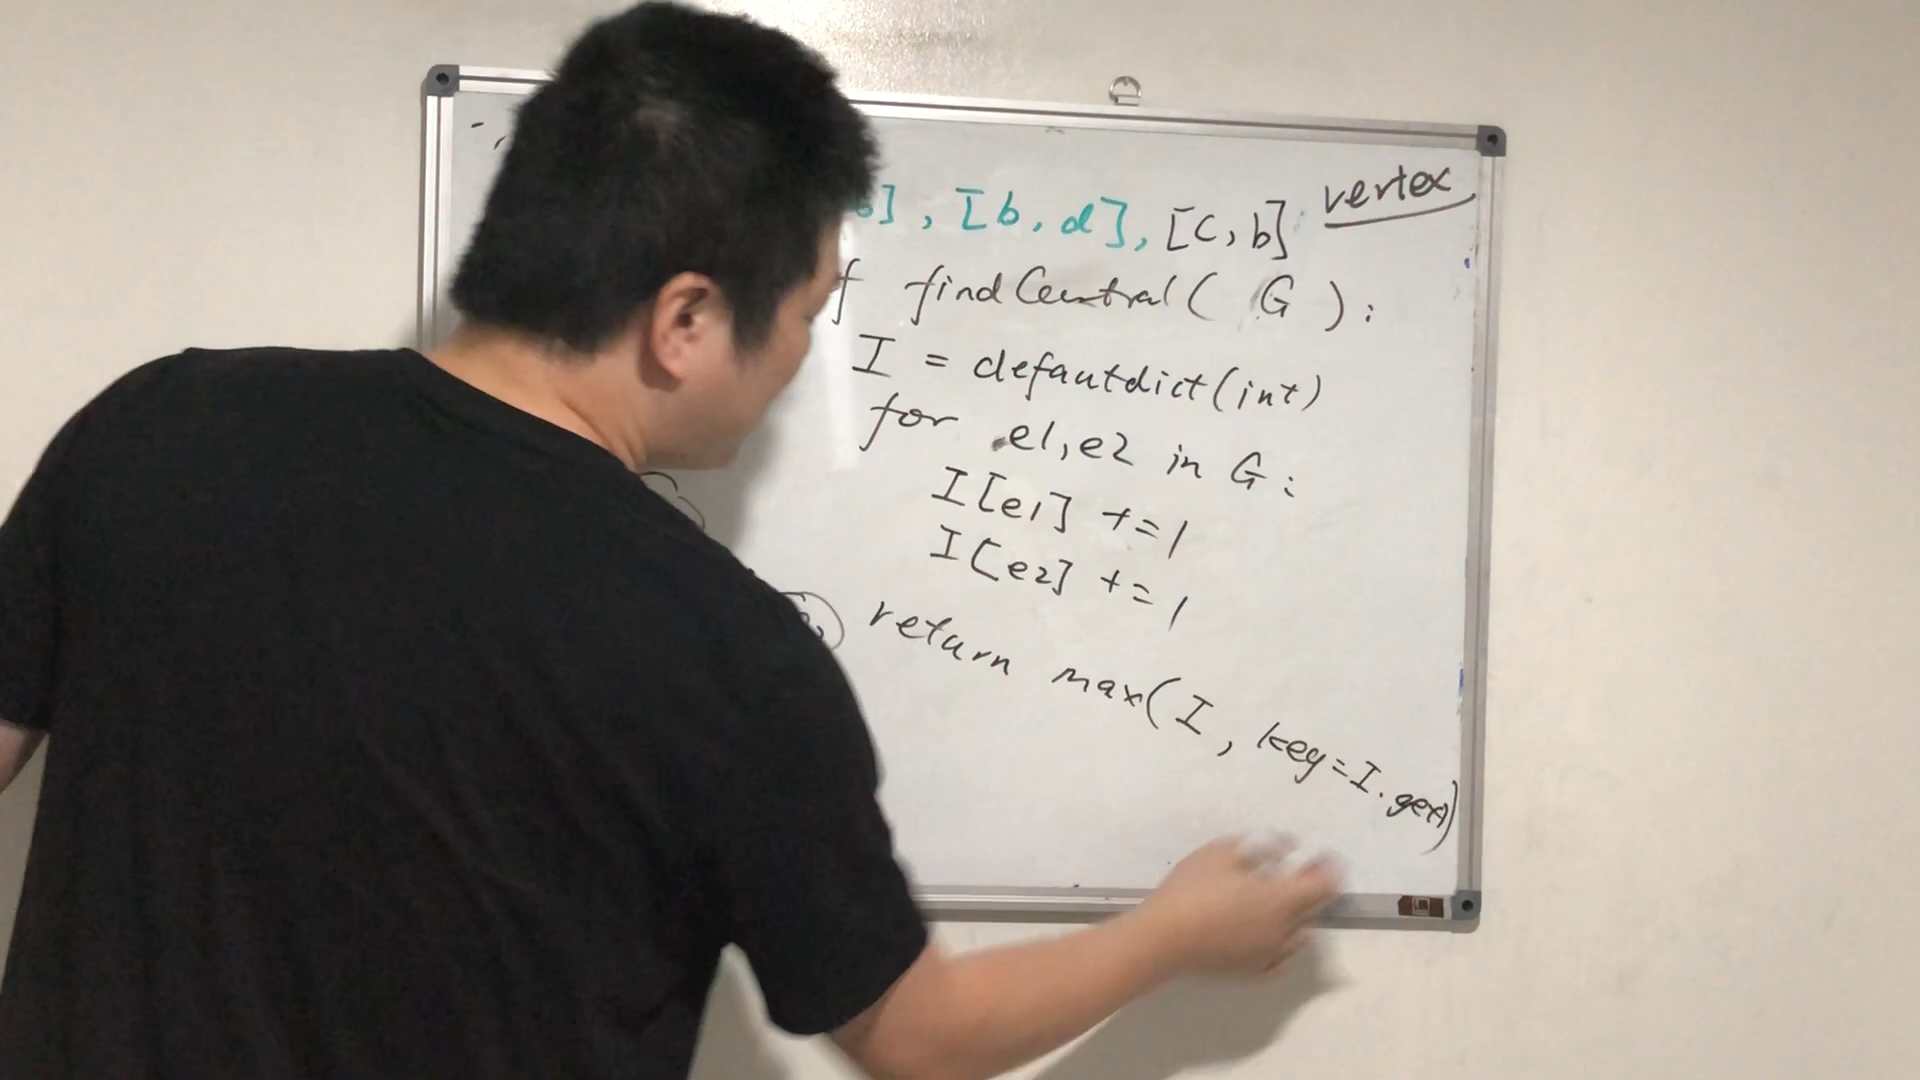 vertex
], [b, d], [c, b]
f findCentral( G ):
I = defautdict(int)
for e1,e2 in G:
I[e1] +=1
I[e2] +=1
return max(I, key=I.get)